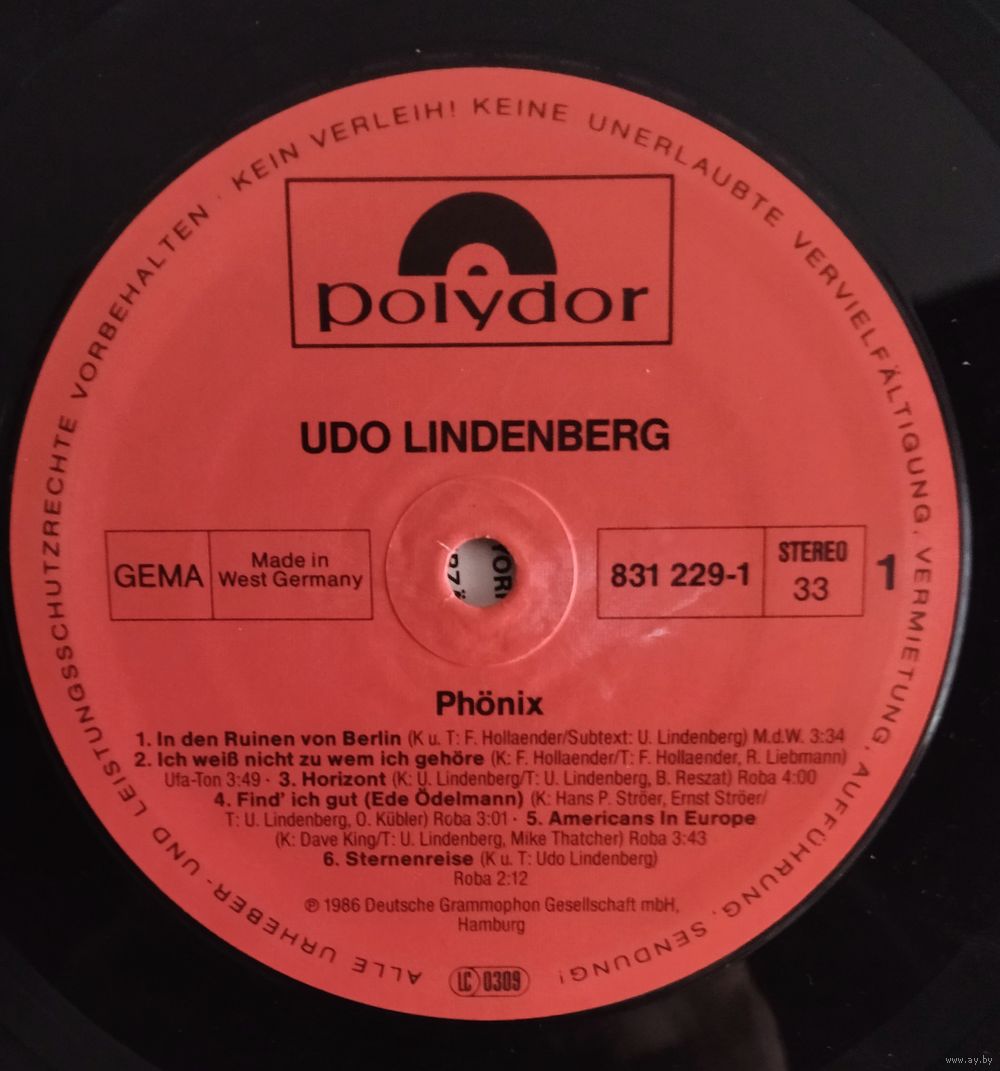 ALLE URHEBER- UND LEISTUNGSSCHUTZRECHTE VORBEHALTEN · KEIN VERLEIH! KEINE UNERLAUBTE VERVIELFÄLTIGUNG, VERMIETUNG, AUFFÜHRUNG, SENDUNG!
polydor
UDO LINDENBERG
GEMA
Made in
West Germany
831 229-1
STEREO
33
1
Phönix
1. In den Ruinen von Berlin (K u. T: F. Hollaender/Subtext: U. Lindenberg) M.d.W. 3:34
2. Ich weiß nicht zu wem ich gehöre (K: F. Hollaender/T: F. Hollaender, R. Liebmann)
Ufa-Ton 3:49 · 3. Horizont (K: U. Lindenberg/T: U. Lindenberg, B. Reszat) Roba 4:00
4. Find' ich gut (Ede Ödelmann) (K: Hans P. Ströer, Ernst Ströer/
T: U. Lindenberg, O. Kübler) Roba 3:01 · 5. Americans In Europe
(K: Dave King/T: U. Lindenberg, Mike Thatcher) Roba 3:43
6. Sternenreise (K u. T: Udo Lindenberg)
Roba 2:12
℗ 1986 Deutsche Grammophon Gesellschaft mbH,
Hamburg
LC 0309
www.ay.by